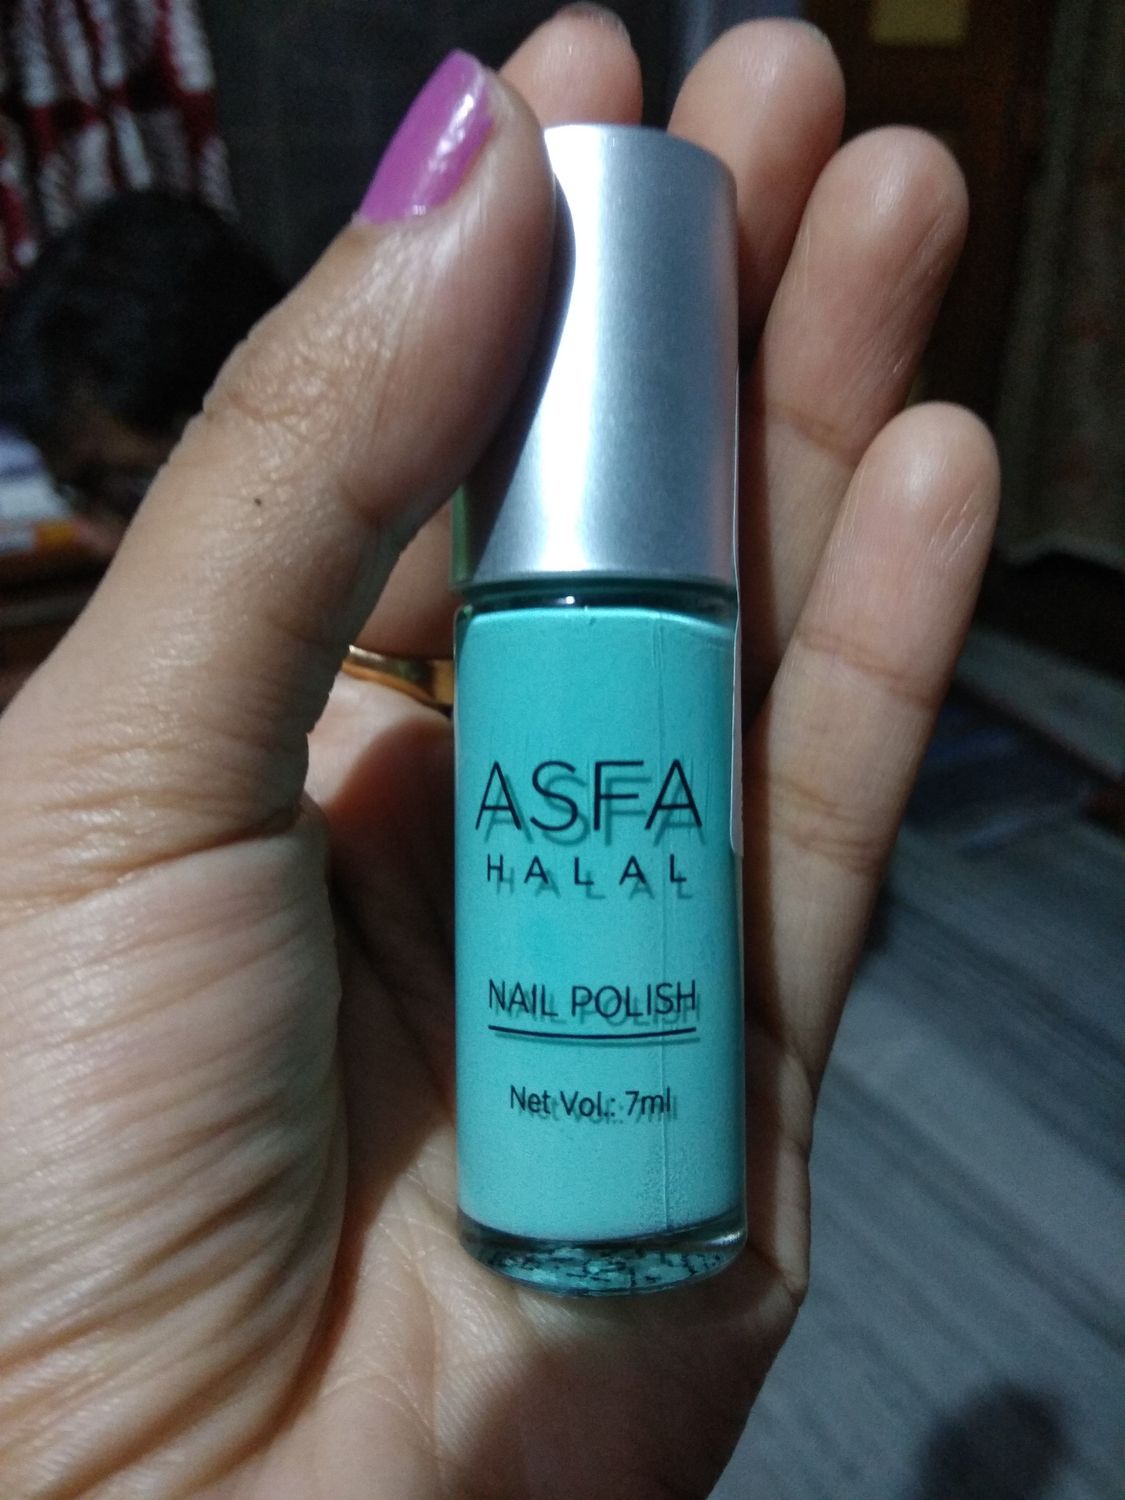 ASFA
HALAL
NAIL POLISH
Net Vol.: 7ml